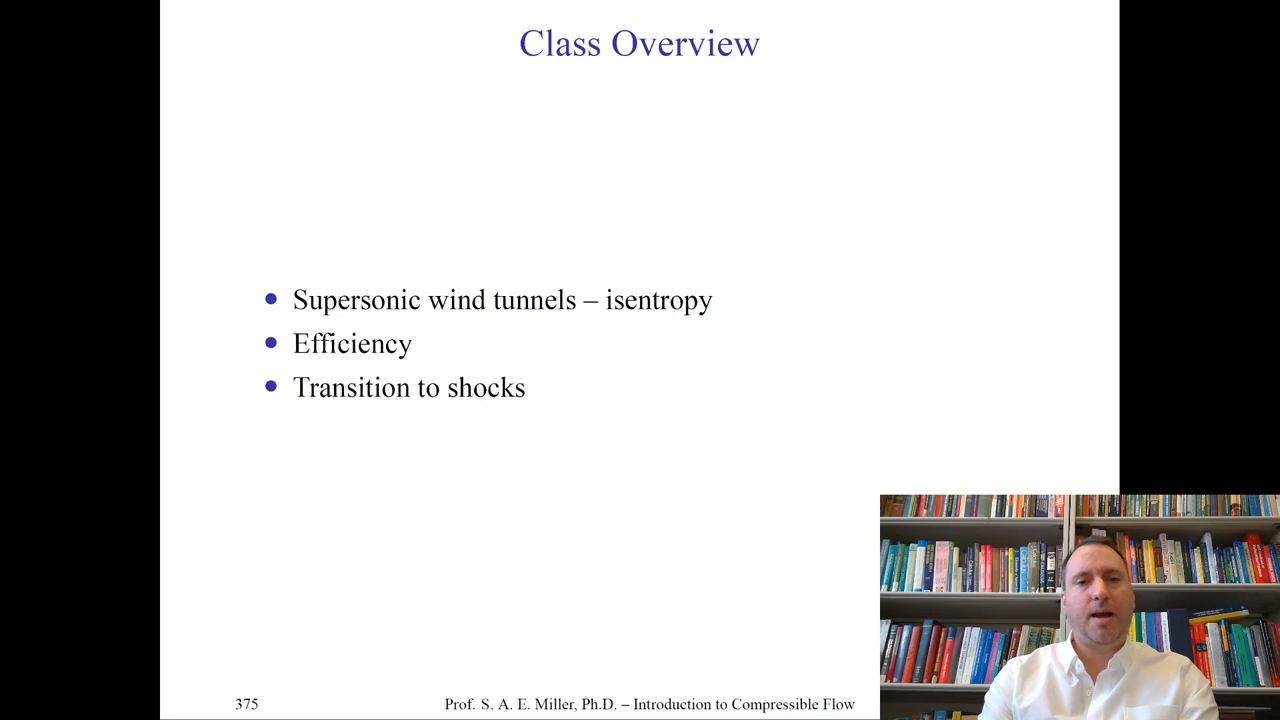 Class Overview
Supersonic wind tunnels – isentropy
Efficiency
Transition to shocks
375
Prof. S. A. E. Miller, Ph.D. – Introduction to Compressible Flow